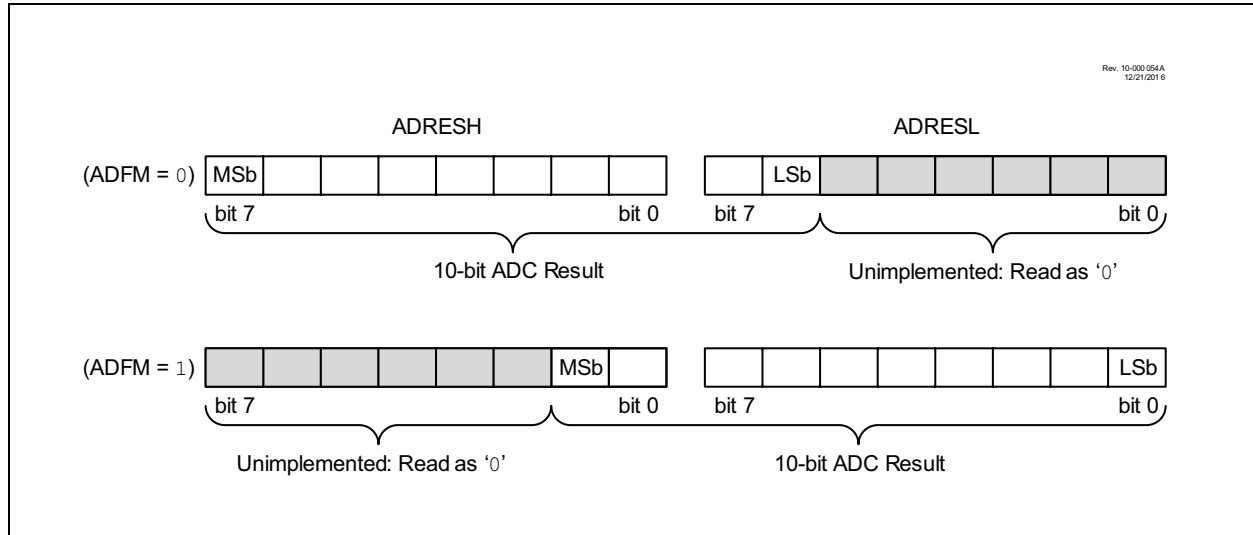 Rev. 10-000 054A
12/21/201 6
ADRESH ADRESL
(ADFM = 0) MSb LSb
bit 7 bit 0 bit 7 bit 0
10-bit ADC Result Unimplemented: Read as ‘0’
(ADFM = 1) MSb LSb
bit 7 bit 0 bit 7 bit 0
Unimplemented: Read as ‘0’ 10-bit ADC Result